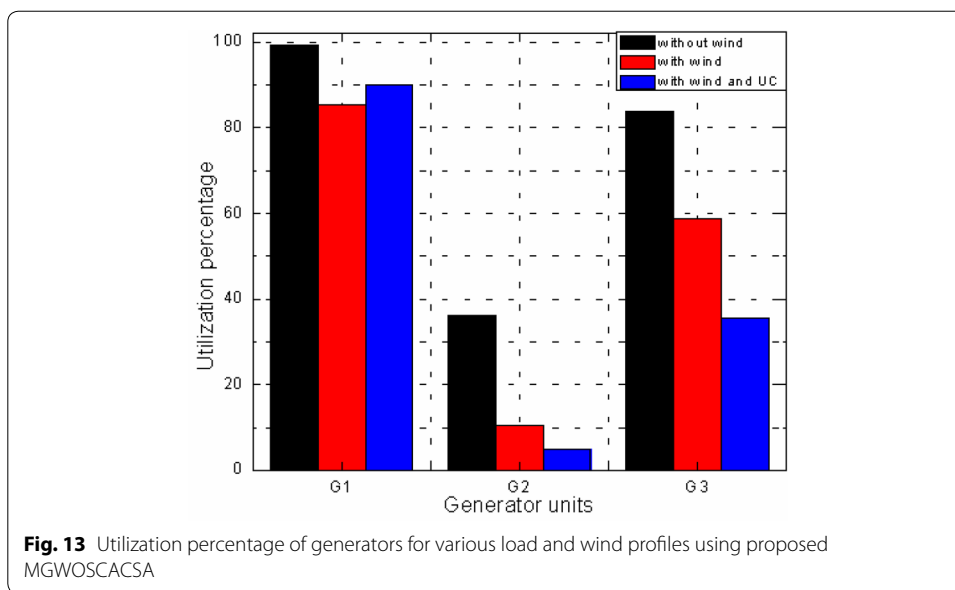 100
80
60
40
20
0
Utilization percentage
without wind
with wind
with wind and UC
G1
G2
G3
Generator units
Fig. 13 Utilization percentage of generators for various load and wind profiles using proposed
MGWOSCACSA